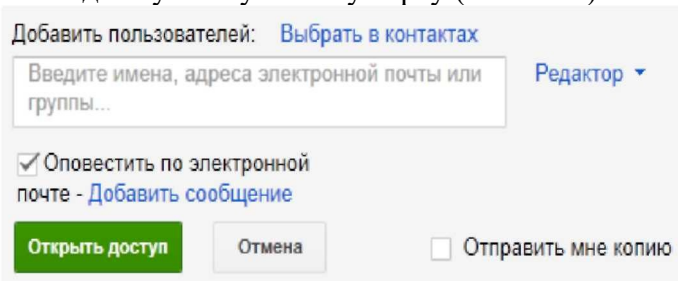 Добавить пользователей: Выбрать в контактах
Введите имена, адреса электронной почты или Редактор
группы...
Оповестить по электронной
почте - Добавить сообщение
Открыть доступ Отмена Отправить мне копию